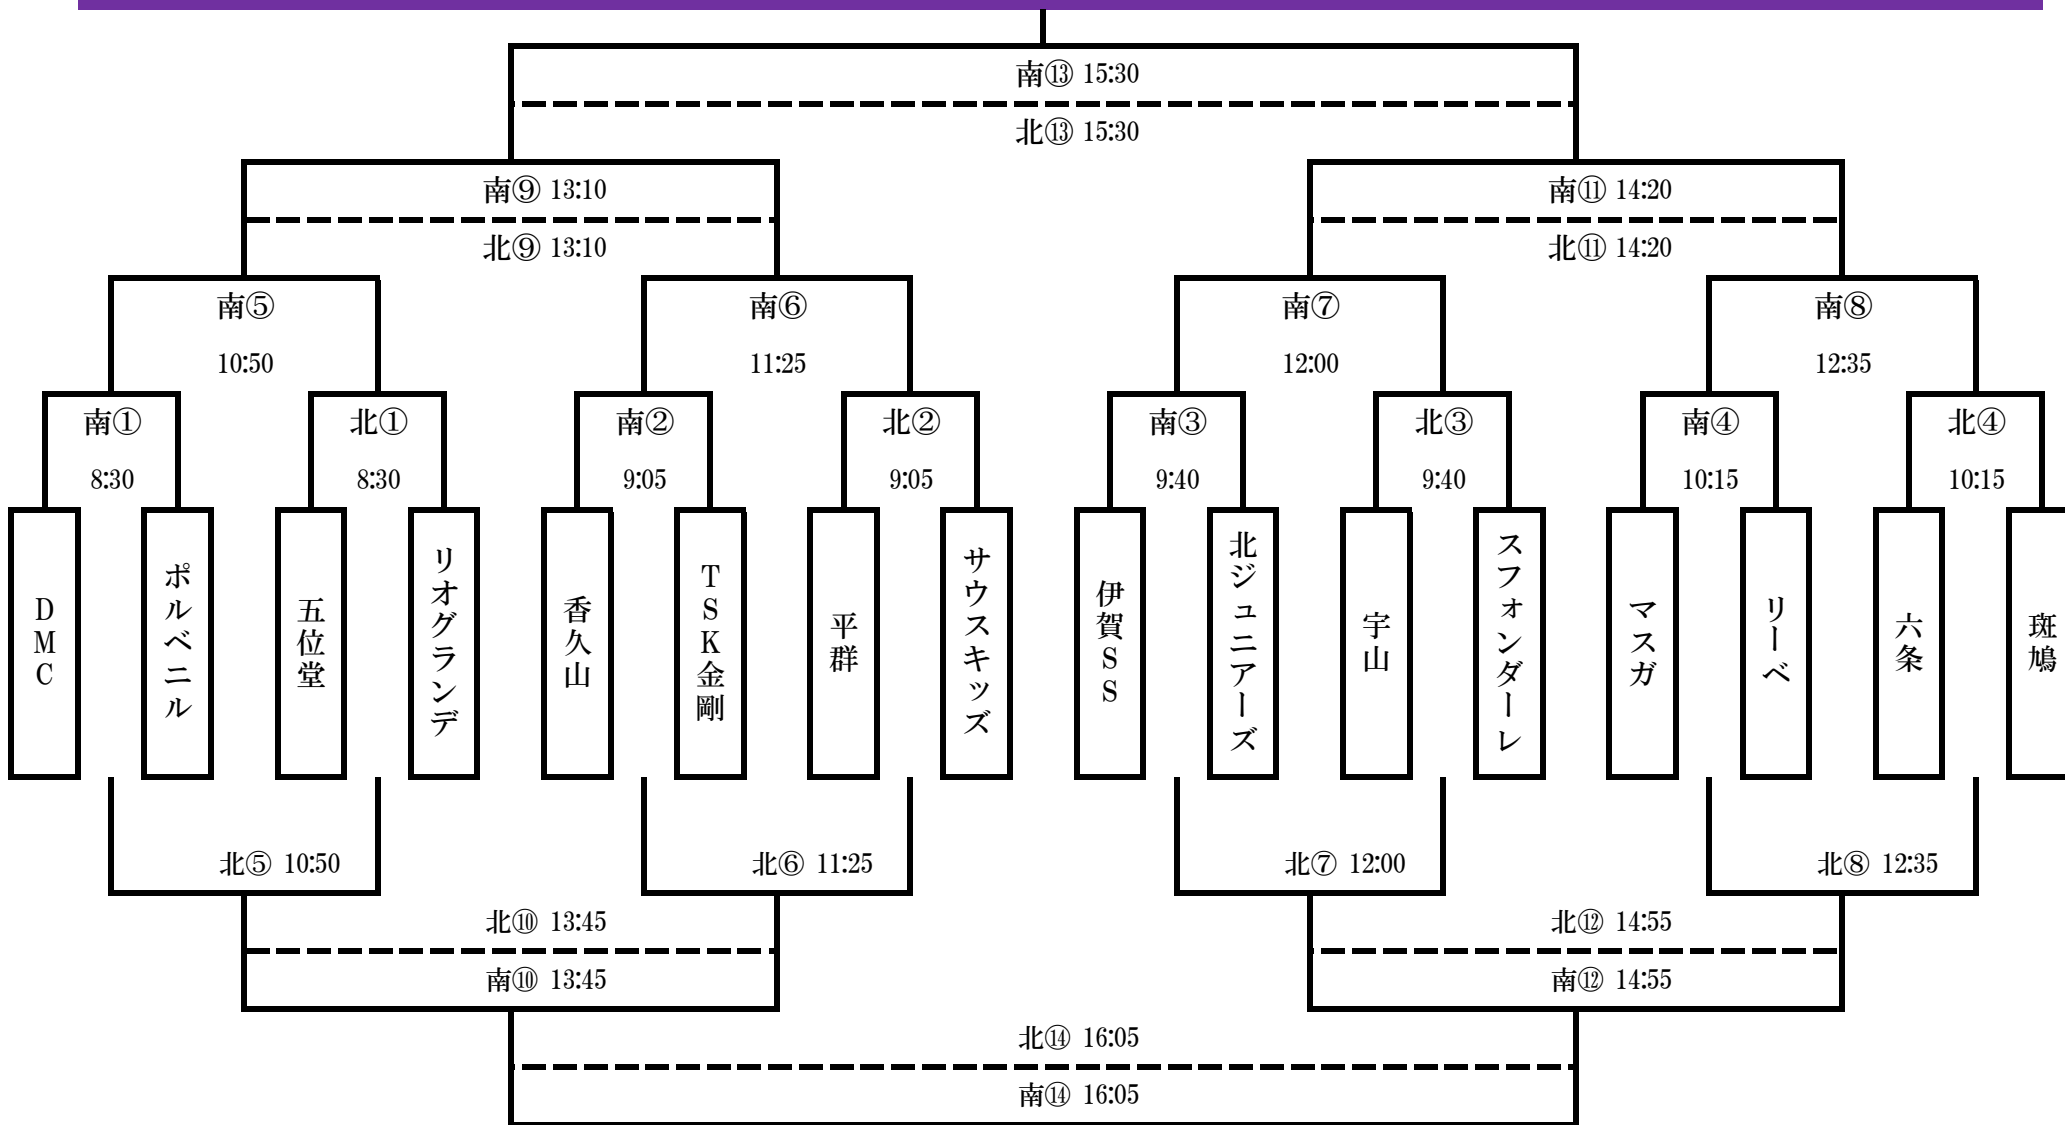 南⑬ 15:30
北⑬ 15:30
南⑨ 13:10
南⑪ 14:20
北⑨ 13:10
北⑪ 14:20
南⑤
南⑥
南⑦
南⑧
10:50
11:25
12:00
12:35
南①
北①
南②
北②
南③
北③
南④
北④
8:30
8:30
9:05
9:05
9:40
9:40
10:15
10:15
DMC
ポルベニル
五位堂
リオグランデ
香久山
TSK金剛
平群
サウスキッズ
伊賀SS
北ジュニアーズ
宇山
スフォンダーレ
マスガ
リーベ
六条
斑鳩
北⑤ 10:50
北⑥ 11:25
北⑦ 12:00
北⑧ 12:35
北⑩ 13:45
北⑫ 14:55
南⑩ 13:45
南⑫ 14:55
北⑭ 16:05
南⑭ 16:05